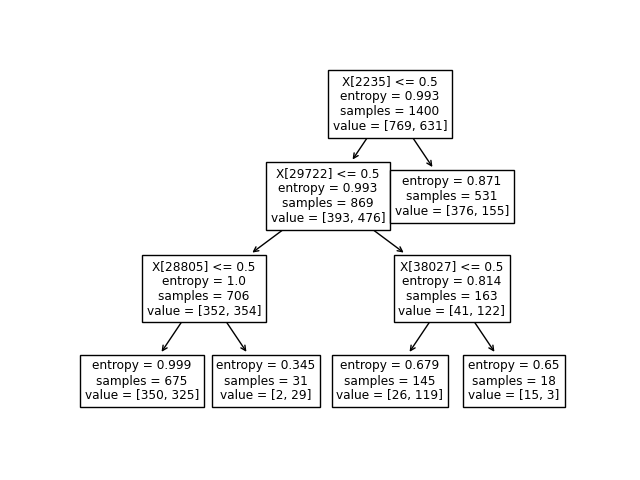 X[2235] <= 0.5
entropy = 0.993
samples = 1400
value = [769, 631]
X[29722] <= 0.5
entropy = 0.993
samples = 869
value = [393, 476]
entropy = 0.871
samples = 531
value = [376, 155]
X[28805] <= 0.5
entropy = 1.0
samples = 706
value = [352, 354]
X[38027] <= 0.5
entropy = 0.814
samples = 163
value = [41, 122]
entropy = 0.999
samples = 675
value = [350, 325]
entropy = 0.345
samples = 31
value = [2, 29]
entropy = 0.679
samples = 145
value = [26, 119]
entropy = 0.65
samples = 18
value = [15, 3]